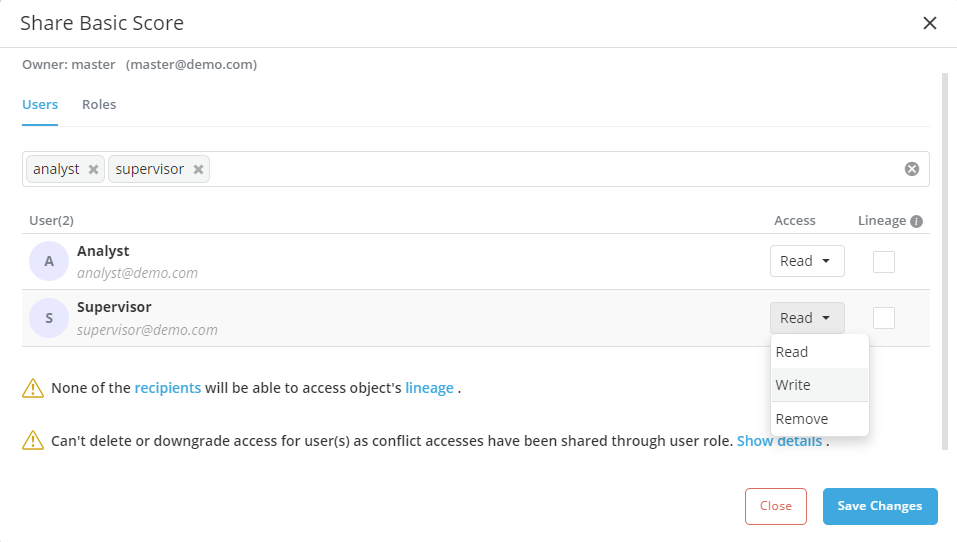 Share Basic Score
Owner: master (master@demo.com)
Users Roles
analyst supervisor
User(2) Access Lineage
A Analyst Read
analyst@demo.com
S Supervisor Read
supervisor@demo.com
Read
Write
Remove
None of the recipients will be able to access object's lineage .
Can't delete or downgrade access for user(s) as conflict accesses have been shared through user role. Show details .
Close Save Changes